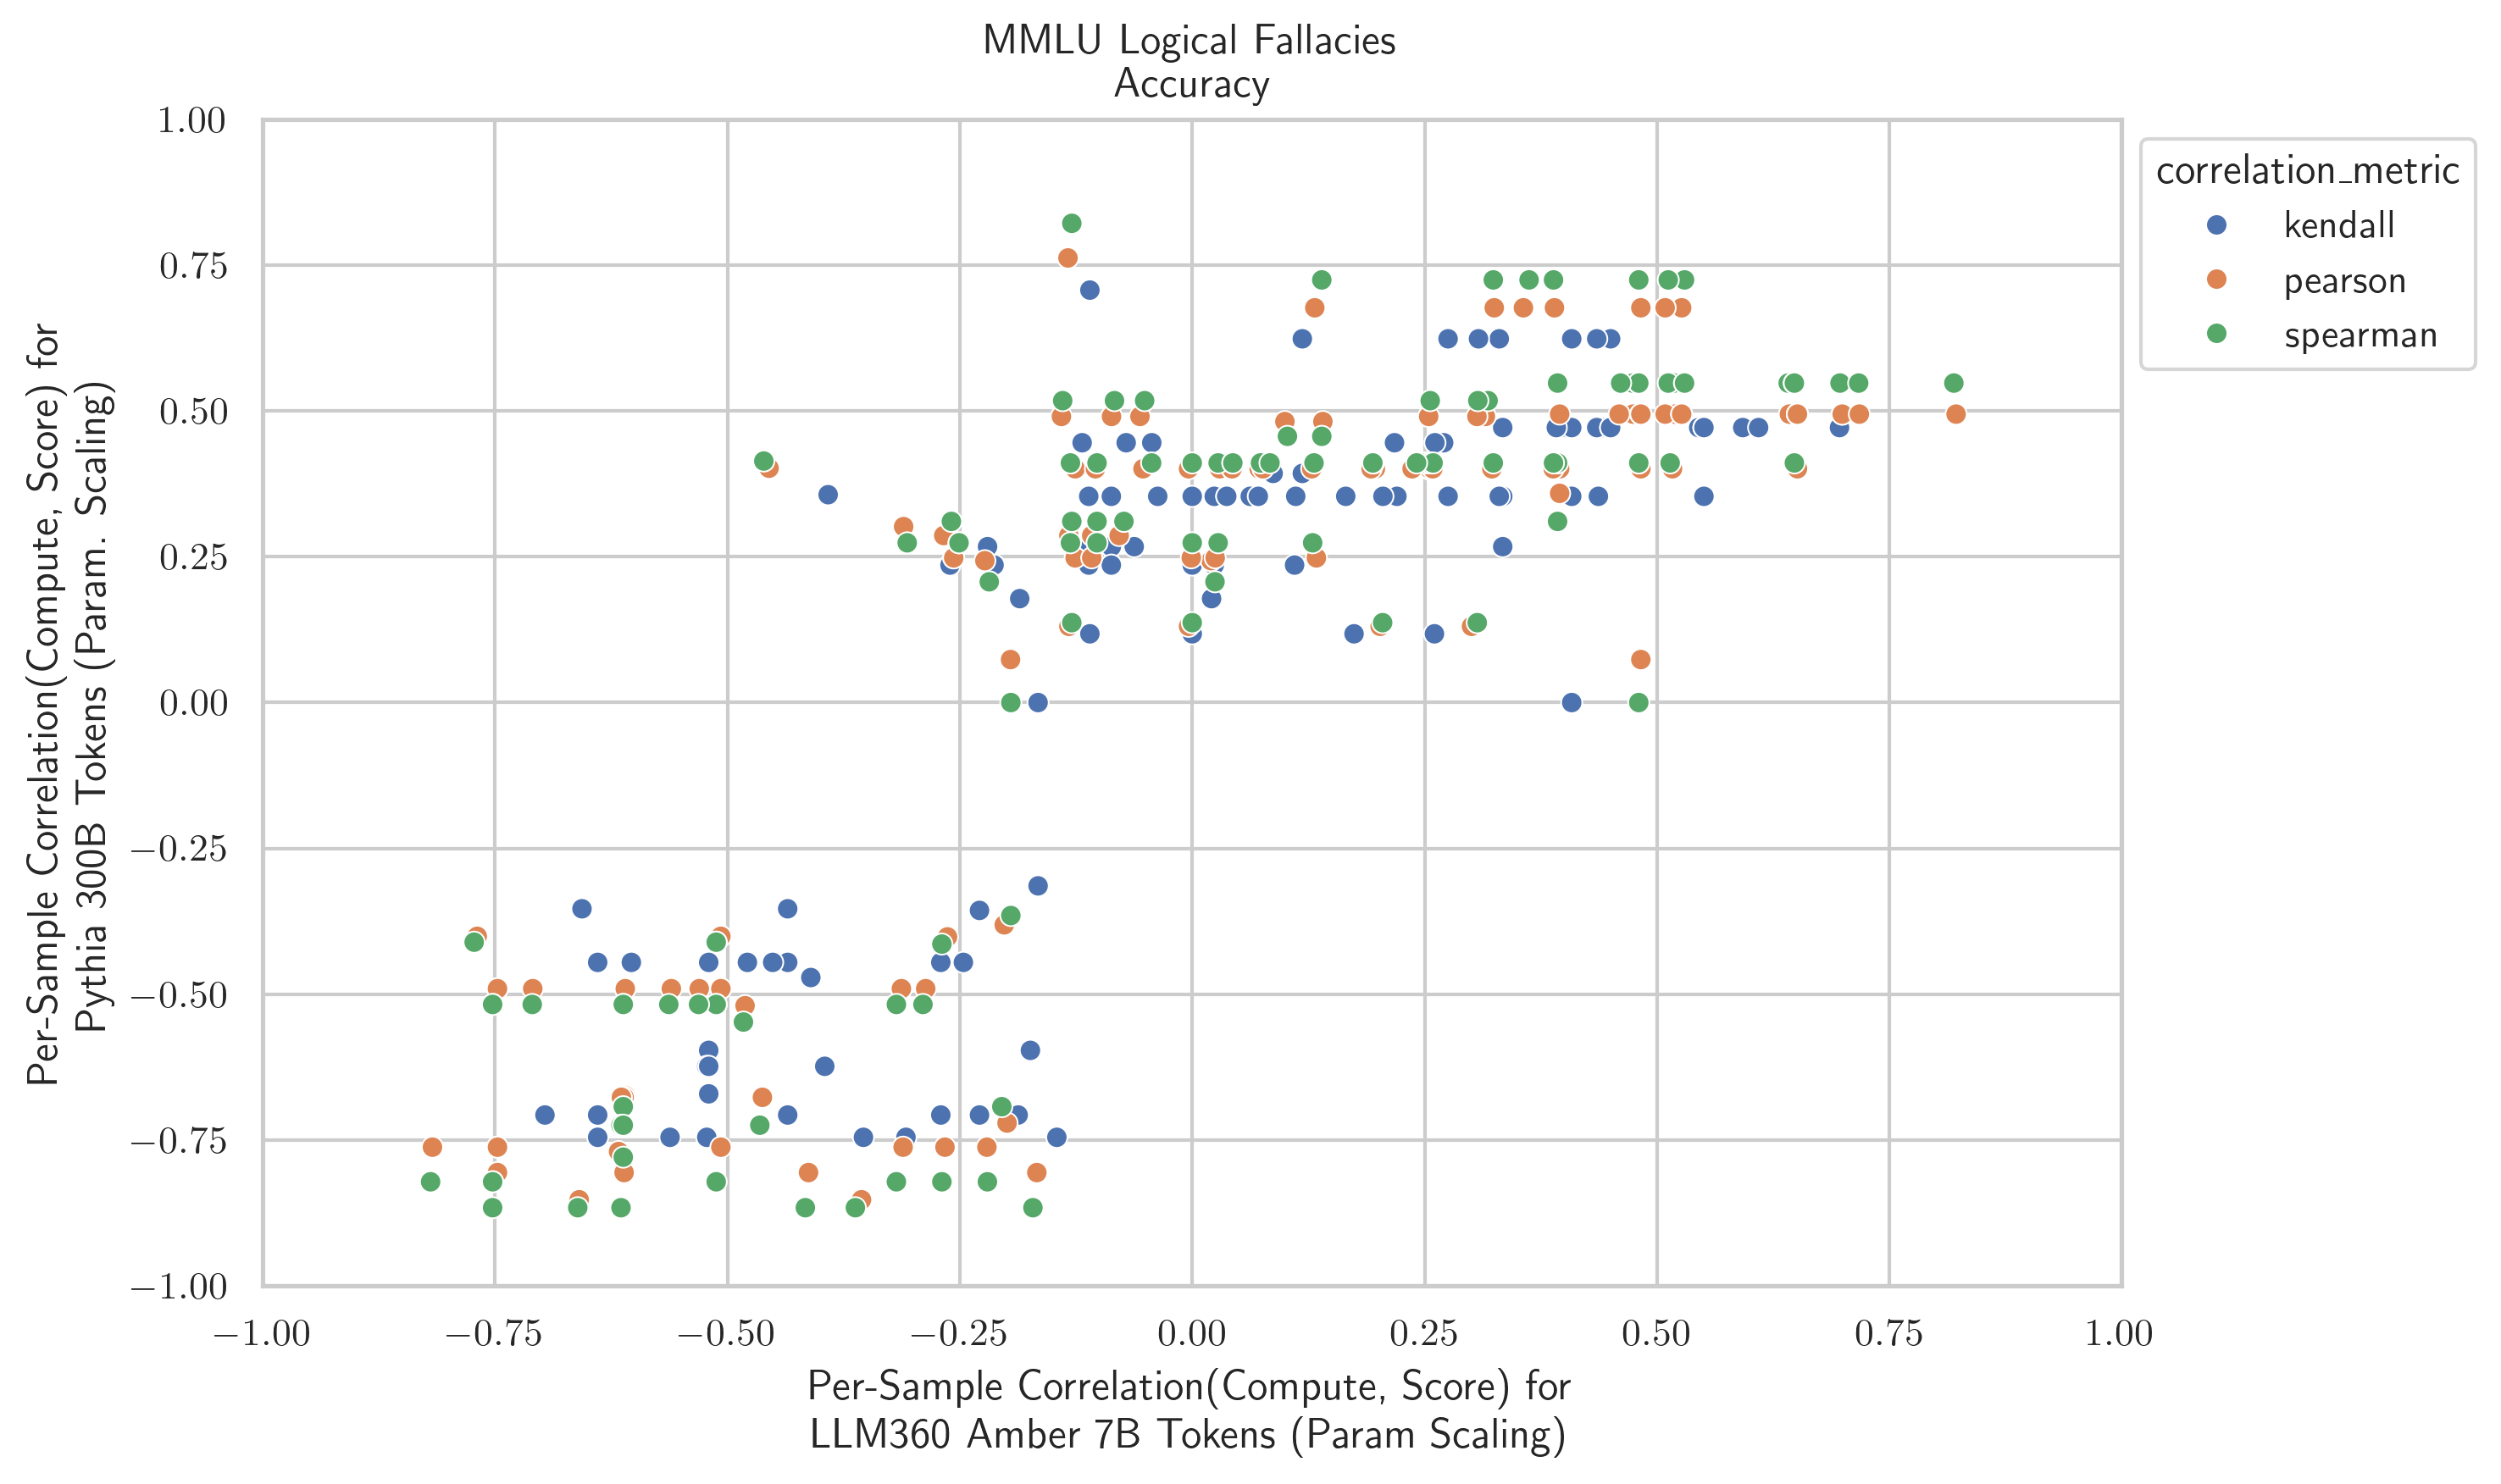 MMLU Logical Fallacies
Accuracy
1.00
0.75
0.50
0.25
0.00
−0.25
−0.50
−0.75
−1.00
Per-Sample Correlation(Compute, Score) for
Pythia 300B Tokens (Param. Scaling)
correlation_metric
kendall
pearson
spearman
−1.00 −0.75 −0.50 −0.25 0.00 0.25 0.50 0.75 1.00
Per-Sample Correlation(Compute, Score) for
LLM360 Amber 7B Tokens (Param Scaling)